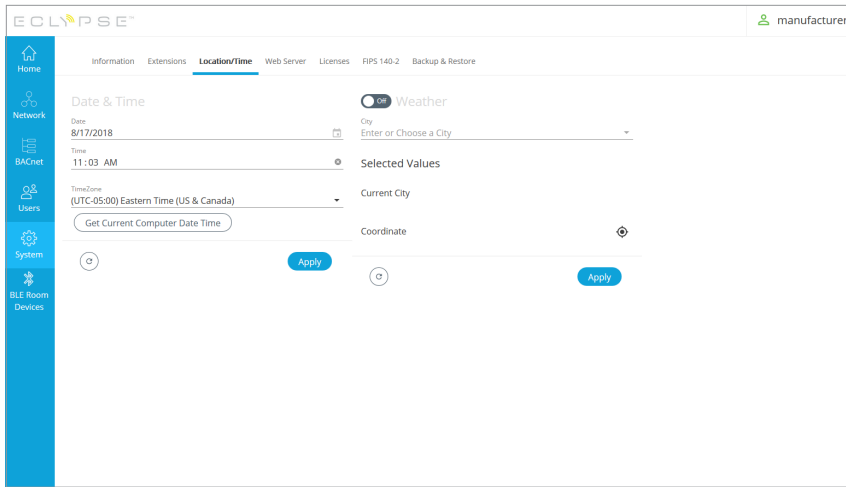 ECLYPSE™
manufacturer
Home
Network
BACnet
Users
System
BLE Room
Devices
Information Extensions Location/Time Web Server Licenses FIPS 140-2 Backup & Restore
Date & Time
Date
8/17/2018
Time
11:03 AM
TimeZone
(UTC-05:00) Eastern Time (US & Canada)
Get Current Computer Date Time
Apply
Off Weather
City
Enter or Choose a City
Selected Values
Current City
Coordinate
Apply